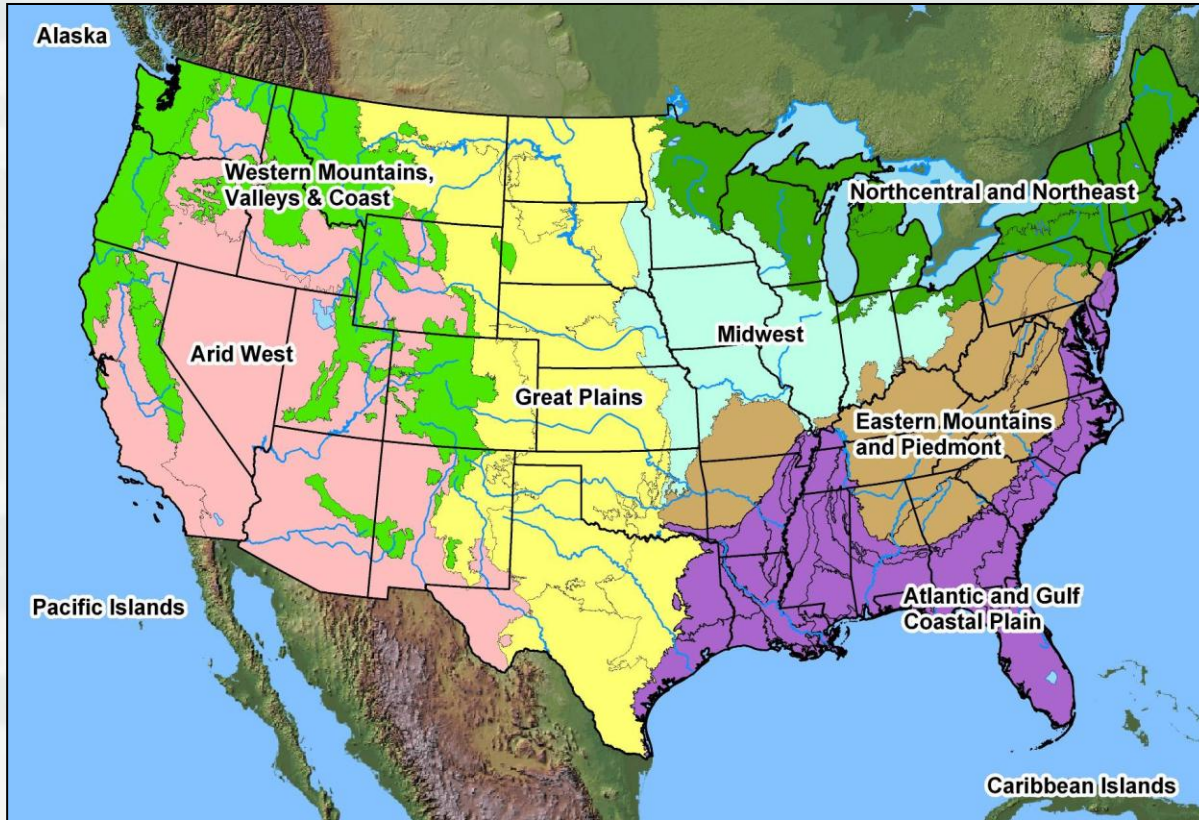 Alaska
Western Mountains,
Valleys & Coast
Northcentral and Northeast
Arid West
Midwest
Great Plains
Eastern Mountains
and Piedmont
Pacific Islands
Atlantic and Gulf
Coastal Plain
Caribbean Islands